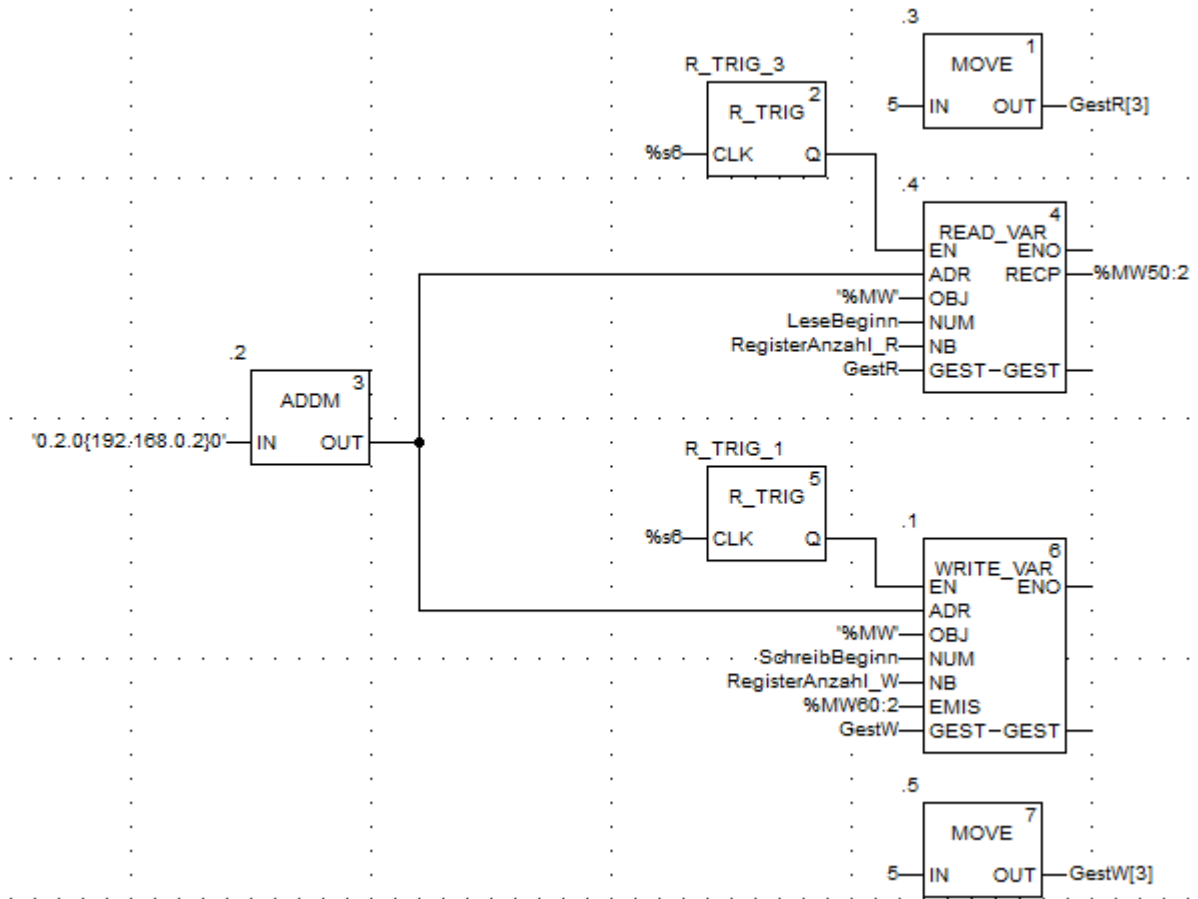 .3
1
MOVE
5 IN OUT GestR[3]
R_TRIG_3
2
R_TRIG
%s6 CLK Q
.4
4
READ_VAR
EN ENO
ADR RECP %MW50:2
'%MW' OBJ
LeseBeginn NUM
RegisterAnzahl_R NB
GestR GEST GEST
.2
3
ADDM
'0.2.0{192.168.0.2}0' IN OUT
R_TRIG_1
5
R_TRIG
%s6 CLK Q
.1
6
WRITE_VAR
EN ENO
ADR
'%MW' OBJ
SchreibBeginn NUM
RegisterAnzahl_W NB
%MW60:2 EMIS
GestW GEST GEST
.5
7
MOVE
5 IN OUT GestW[3]